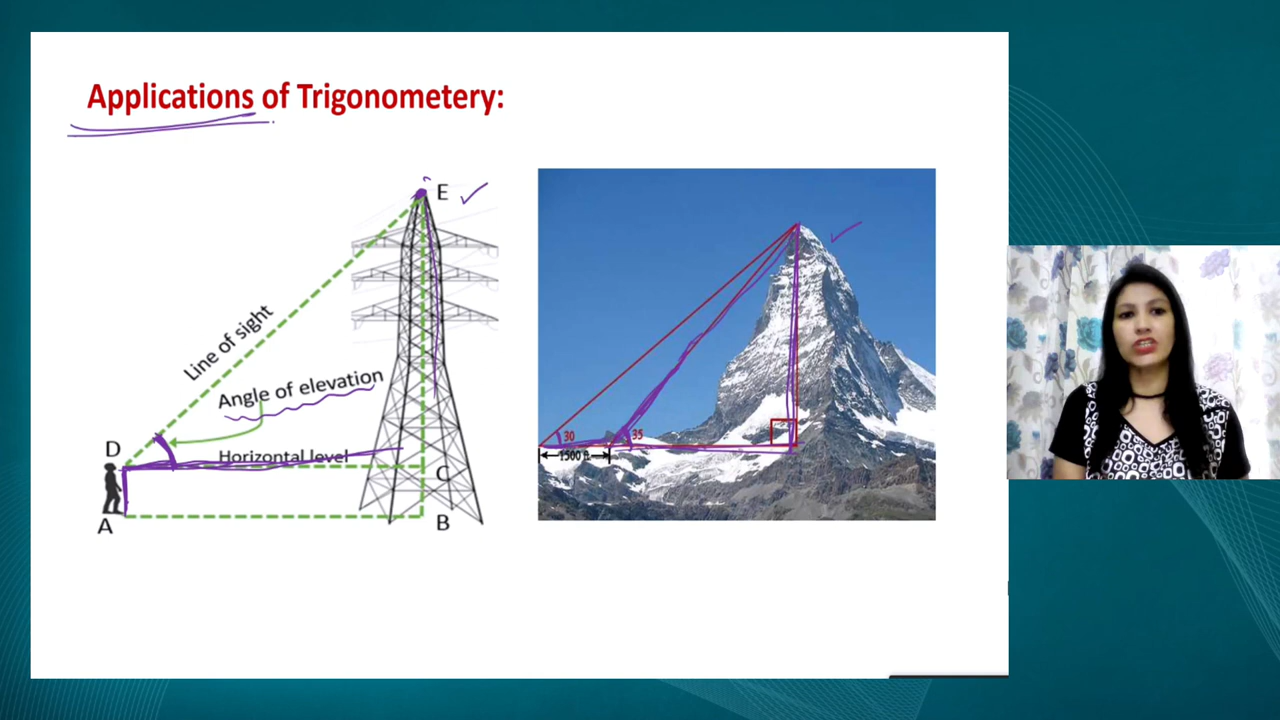 Applications of Trigonometery:
E
Line of sight
Angle of elevation
D
Horizontal level
C
A
B
30
35
1500 ft